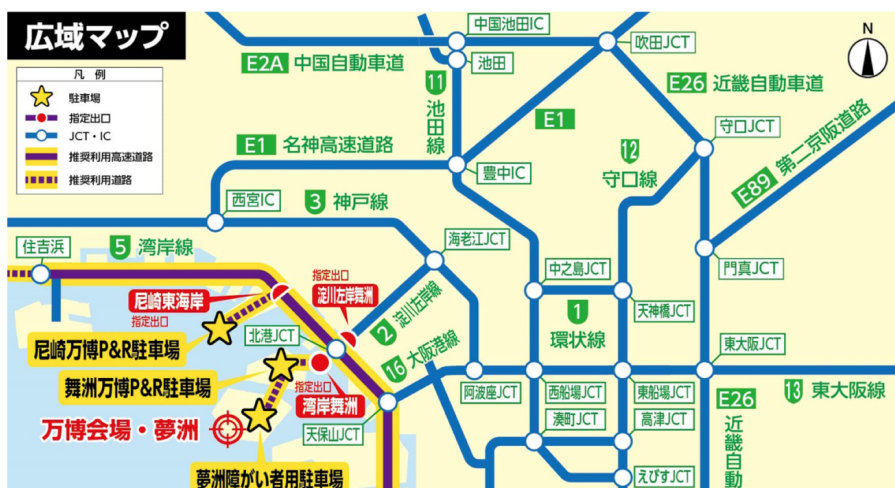 広域マップ
凡 例
駐車場
指定出口
JCT・IC
推奨利用高速道路
推奨利用道路
N
中国池田IC
吹田JCT
E2A 中国自動車道
池田
11 池田線
E26 近畿自動車道
E1
E1 名神高速道路
守口JCT
12 守口線
E89 第二京阪道路
豊中IC
西宮IC
3 神戸線
海老江JCT
住吉浜
5 湾岸線
中之島JCT
門真JCT
指定出口
淀川左岸舞洲
尼崎東海岸
指定出口
2 淀川左岸線
天神橋JCT
1 環状線
北港JCT
尼崎万博P&R駐車場
16 大阪港線
東大阪JCT
舞洲万博P&R駐車場
指定出口
湾岸舞洲
阿波座JCT
西船場JCT
東船場JCT
13 東大阪線
E26 近畿自動
湊町JCT
高津JCT
万博会場・夢洲
天保山JCT
夢洲障がい者用駐車場
えびすJCT